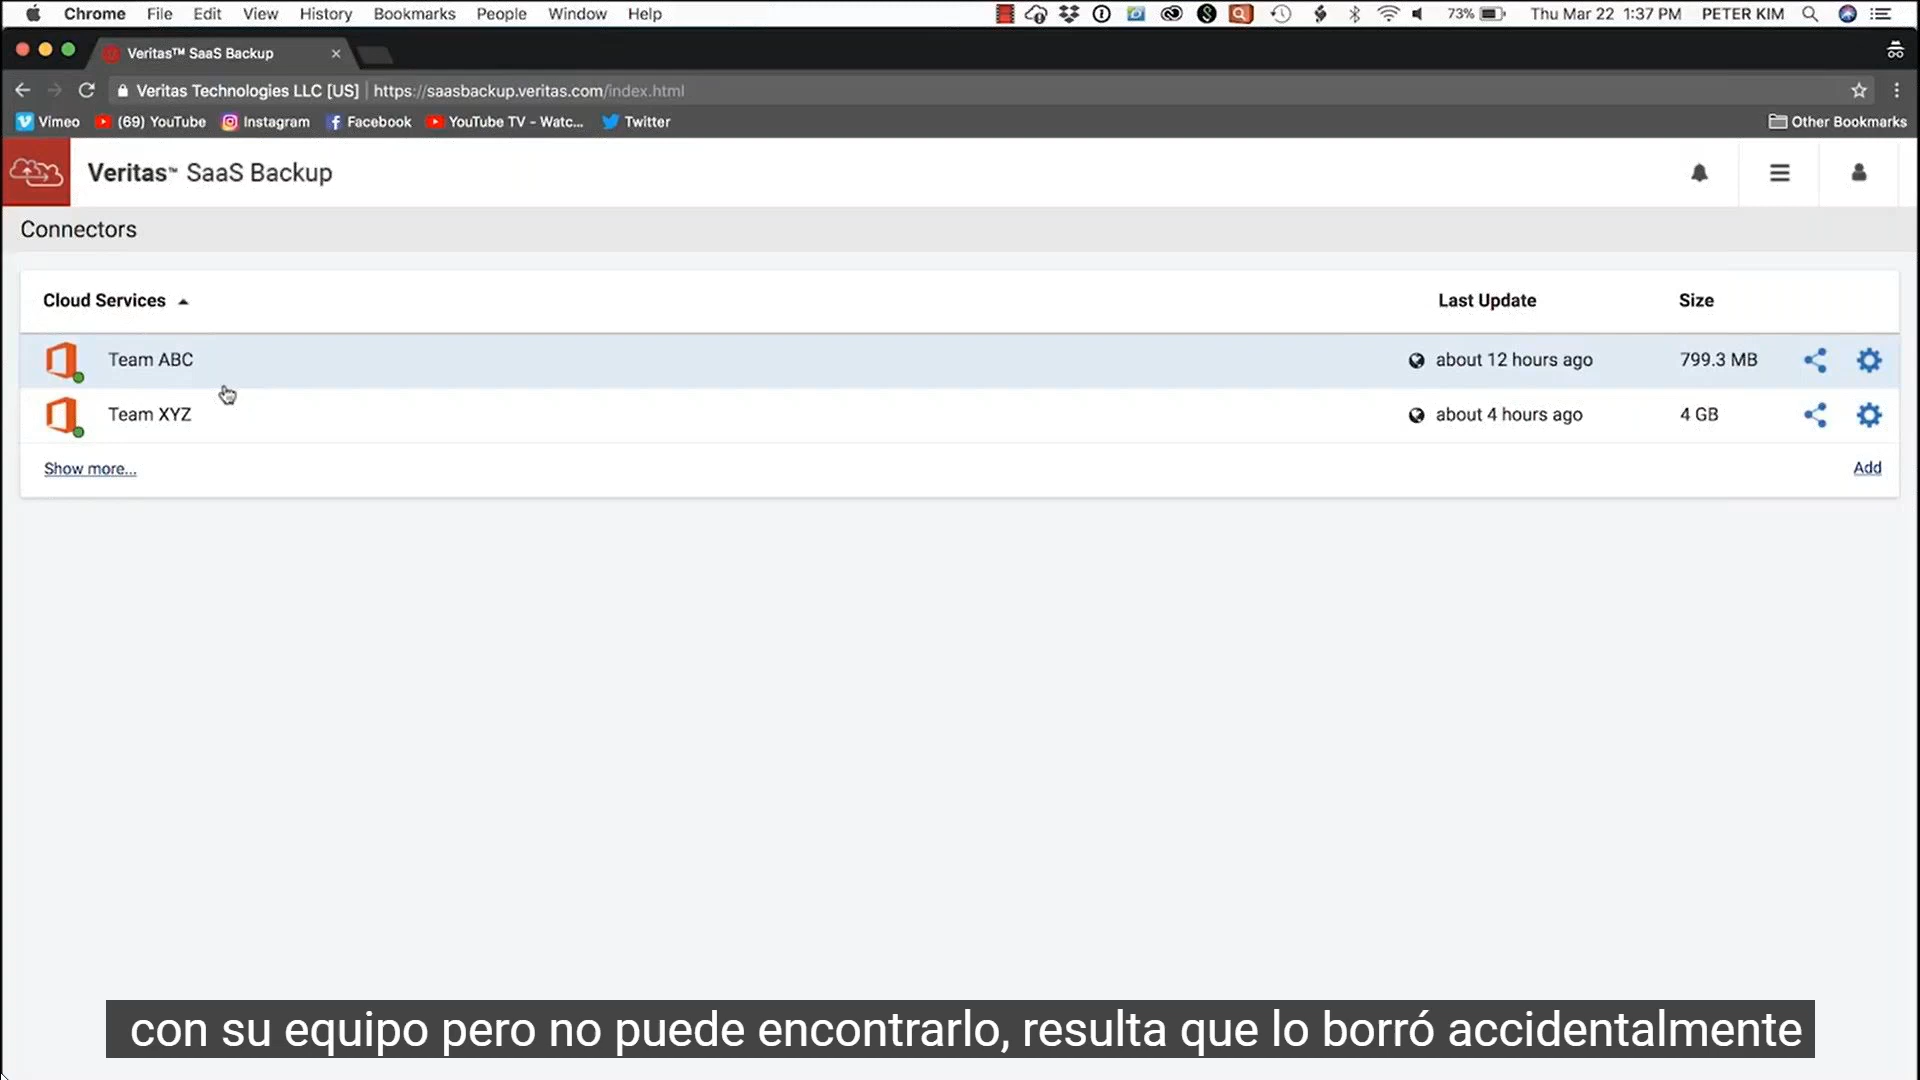 Chrome File Edit View History Bookmarks People Window Help 73% Thu Mar 22 1:37 PM PETER KIM
Veritas™ SaaS Backup
Veritas Technologies LLC [US] | https://saasbackup.veritas.com/index.html
Vimeo (69) YouTube Instagram Facebook YouTube TV - Watc... Twitter Other Bookmarks
Veritas™ SaaS Backup
Connectors
Cloud Services Last Update Size
Team ABC about 12 hours ago 799.3 MB
Team XYZ about 4 hours ago 4 GB
Show more... Add
con su equipo pero no puede encontrarlo, resulta que lo borró accidentalmente